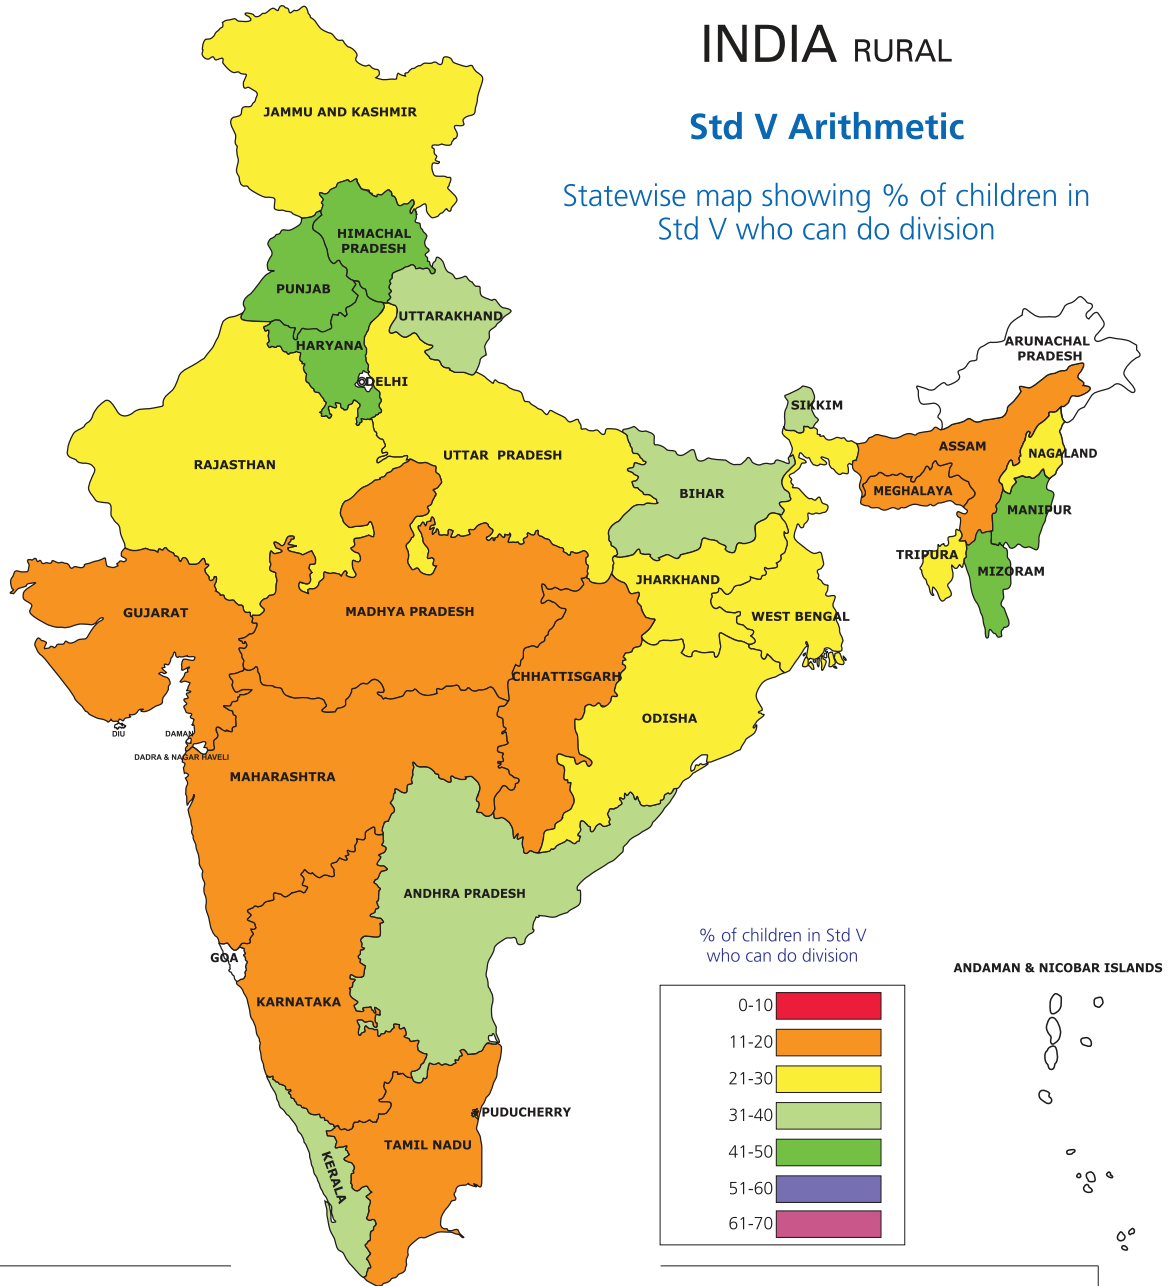 INDIA RURAL
Std V Arithmetic
Statewise map showing % of children in
Std V who can do division
JAMMU AND KASHMIR
HIMACHAL
PRADESH
PUNJAB
UTTARAKHAND
HARYANA
DELHI
ARUNACHAL
PRADESH
SIKKIM
RAJASTHAN
UTTAR PRADESH
BIHAR
ASSAM
NAGALAND
MEGHALAYA
MANIPUR
TRIPURA
MIZORAM
JHARKHAND
WEST BENGAL
GUJARAT
MADHYA PRADESH
CHHATTISGARH
ODISHA
DIU
DAMAN
DADRA & NAGAR HAVELI
MAHARASHTRA
ANDHRA PRADESH
GOA
KARNATAKA
PUDUCHERRY
TAMIL NADU
KERALA
% of children in Std V
who can do division
0-10
11-20
21-30
31-40
41-50
51-60
61-70
ANDAMAN & NICOBAR ISLANDS